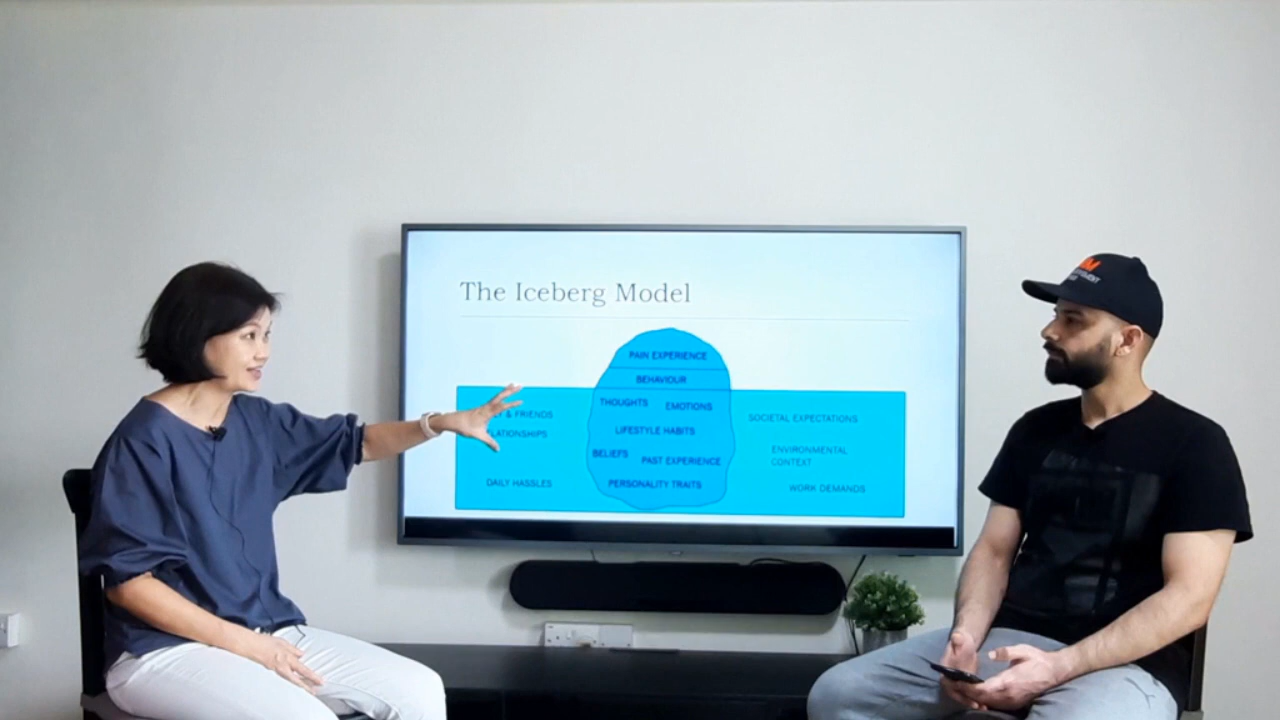 The Iceberg Model
PAIN EXPERIENCE
BEHAVIOUR
THOUGHTS EMOTIONS
& FRIENDS
SOCIETAL EXPECTATIONS
LIFESTYLE HABITS
BELIEFS PAST EXPERIENCE
ENVIRONMENTAL
CONTEXT
DAILY HASSLES
PERSONALITY TRAITS
WORK DEMANDS